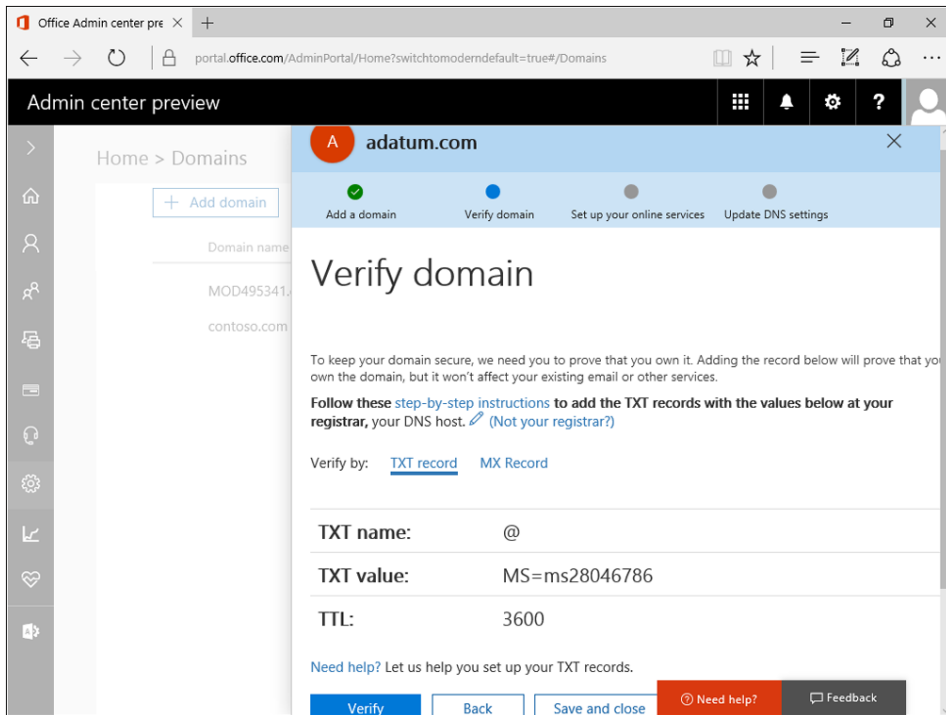 Office Admin center pre
portal.office.com/AdminPortal/Home?switchtomoderndefault=true#/Domains
Admin center preview
Home > Domains
+ Add domain
Domain name
MOD495341.
contoso.com
A adatum.com
Add a domain Verify domain Set up your online services Update DNS settings
Verify domain
To keep your domain secure, we need you to prove that you own it. Adding the record below will prove that you
own the domain, but it won't affect your existing email or other services.
Follow these step-by-step instructions to add the TXT records with the values below at your
registrar, your DNS host. (Not your registrar?)
Verify by: TXT record MX Record
TXT name: @
TXT value: MS=ms28046786
TTL: 3600
Need help? Let us help you set up your TXT records.
Verify Back Save and close
Need help? Feedback